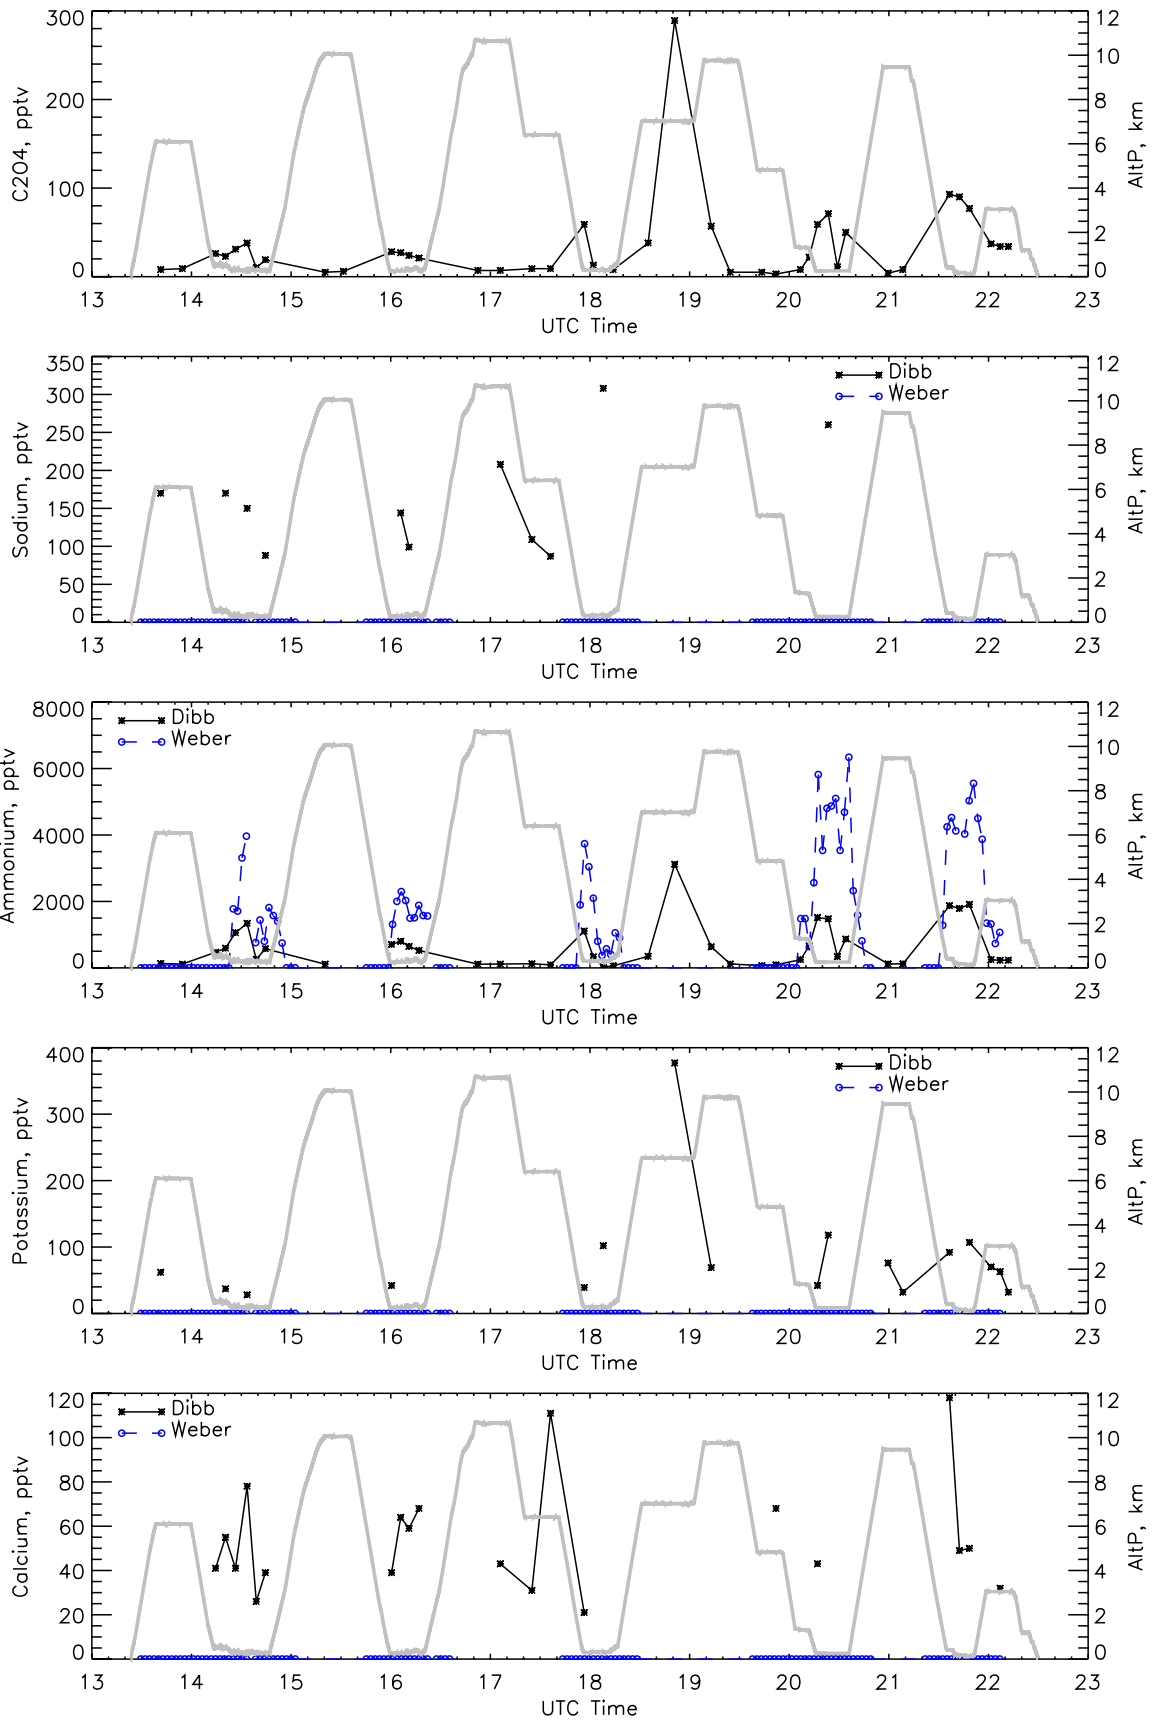 300
200
100
0
C2O4, pptv
12
10
8
6
4
2
0
AltP, km
13 14 15 16 17 18 19 20 21 22 23
UTC Time
350
300
250
200
150
100
50
0
Sodium, pptv
Dibb
Weber
12
10
8
6
4
2
0
AltP, km
13 14 15 16 17 18 19 20 21 22 23
UTC Time
8000
6000
4000
2000
0
Ammonium, pptv
Dibb
Weber
12
10
8
6
4
2
0
AltP, km
13 14 15 16 17 18 19 20 21 22 23
UTC Time
400
300
200
100
0
Potassium, pptv
Dibb
Weber
12
10
8
6
4
2
0
AltP, km
13 14 15 16 17 18 19 20 21 22 23
UTC Time
120
100
80
60
40
20
0
Calcium, pptv
Dibb
Weber
12
10
8
6
4
2
0
AltP, km
13 14 15 16 17 18 19 20 21 22 23
UTC Time